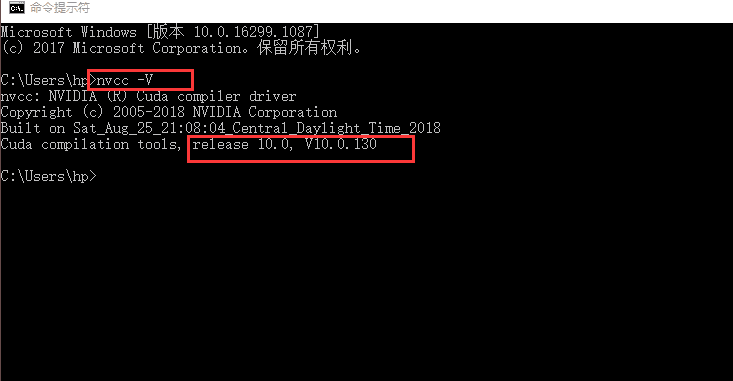 命令提示符
Microsoft Windows [版本 10.0.16299.1087]
(c) 2017 Microsoft Corporation。保留所有权利。
C:\Users\hp>nvcc -V
nvcc: NVIDIA (R) Cuda compiler driver
Copyright (c) 2005-2018 NVIDIA Corporation
Built on Sat_Aug_25_21:08:04_Central_Daylight_Time_2018
Cuda compilation tools, release 10.0, V10.0.130
C:\Users\hp>